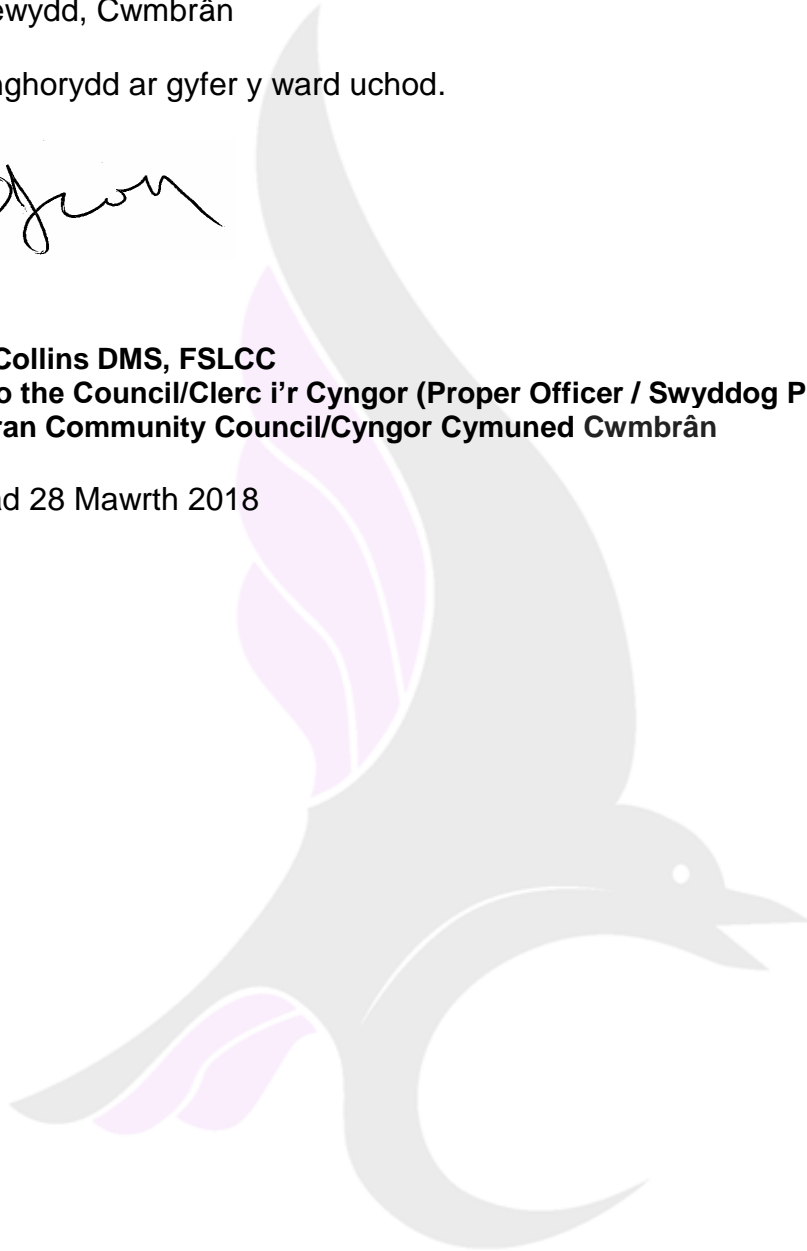 ewydd, Cwmbrân
nghorydd ar gyfer y ward uchod.
Collins DMS, FSLCC
o the Council/Clerc i'r Cyngor (Proper Officer / Swyddog P
ran Community Council/Cyngor Cymuned Cwmbrân
d 28 Mawrth 2018